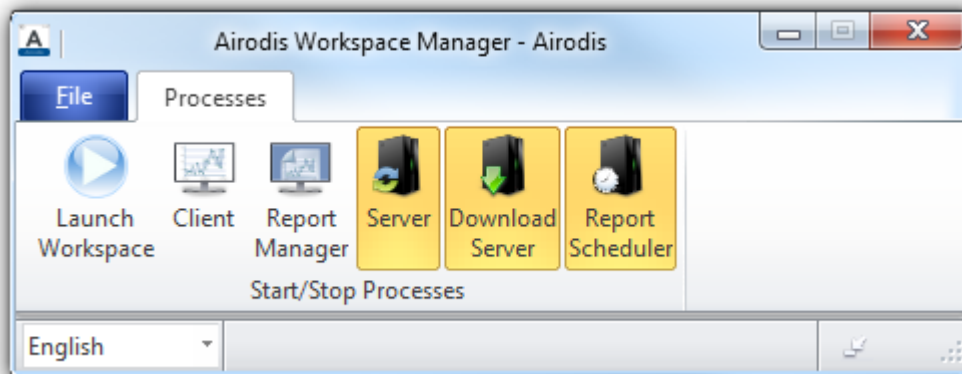 A
Airodis Workspace Manager - Airodis
File
Processes
Launch
Workspace
Client
Report
Manager
Server
Download
Server
Report
Scheduler
Start/Stop Processes
English